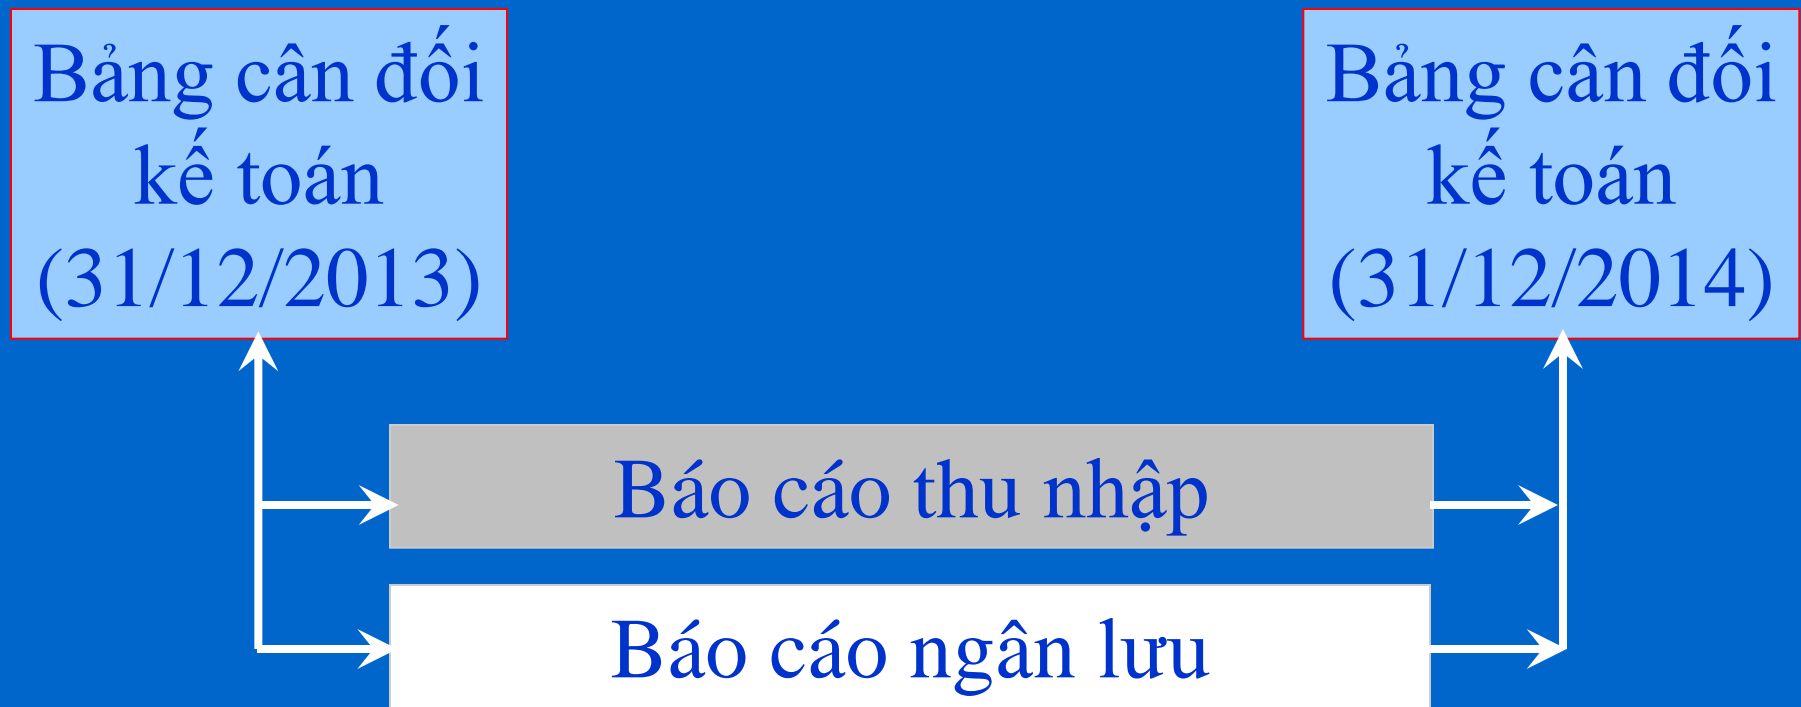 Bảng cân đối
kế toán
(31/12/2013)
Bảng cân đối
kế toán
(31/12/2014)
Báo cáo thu nhập
Báo cáo ngân lưu